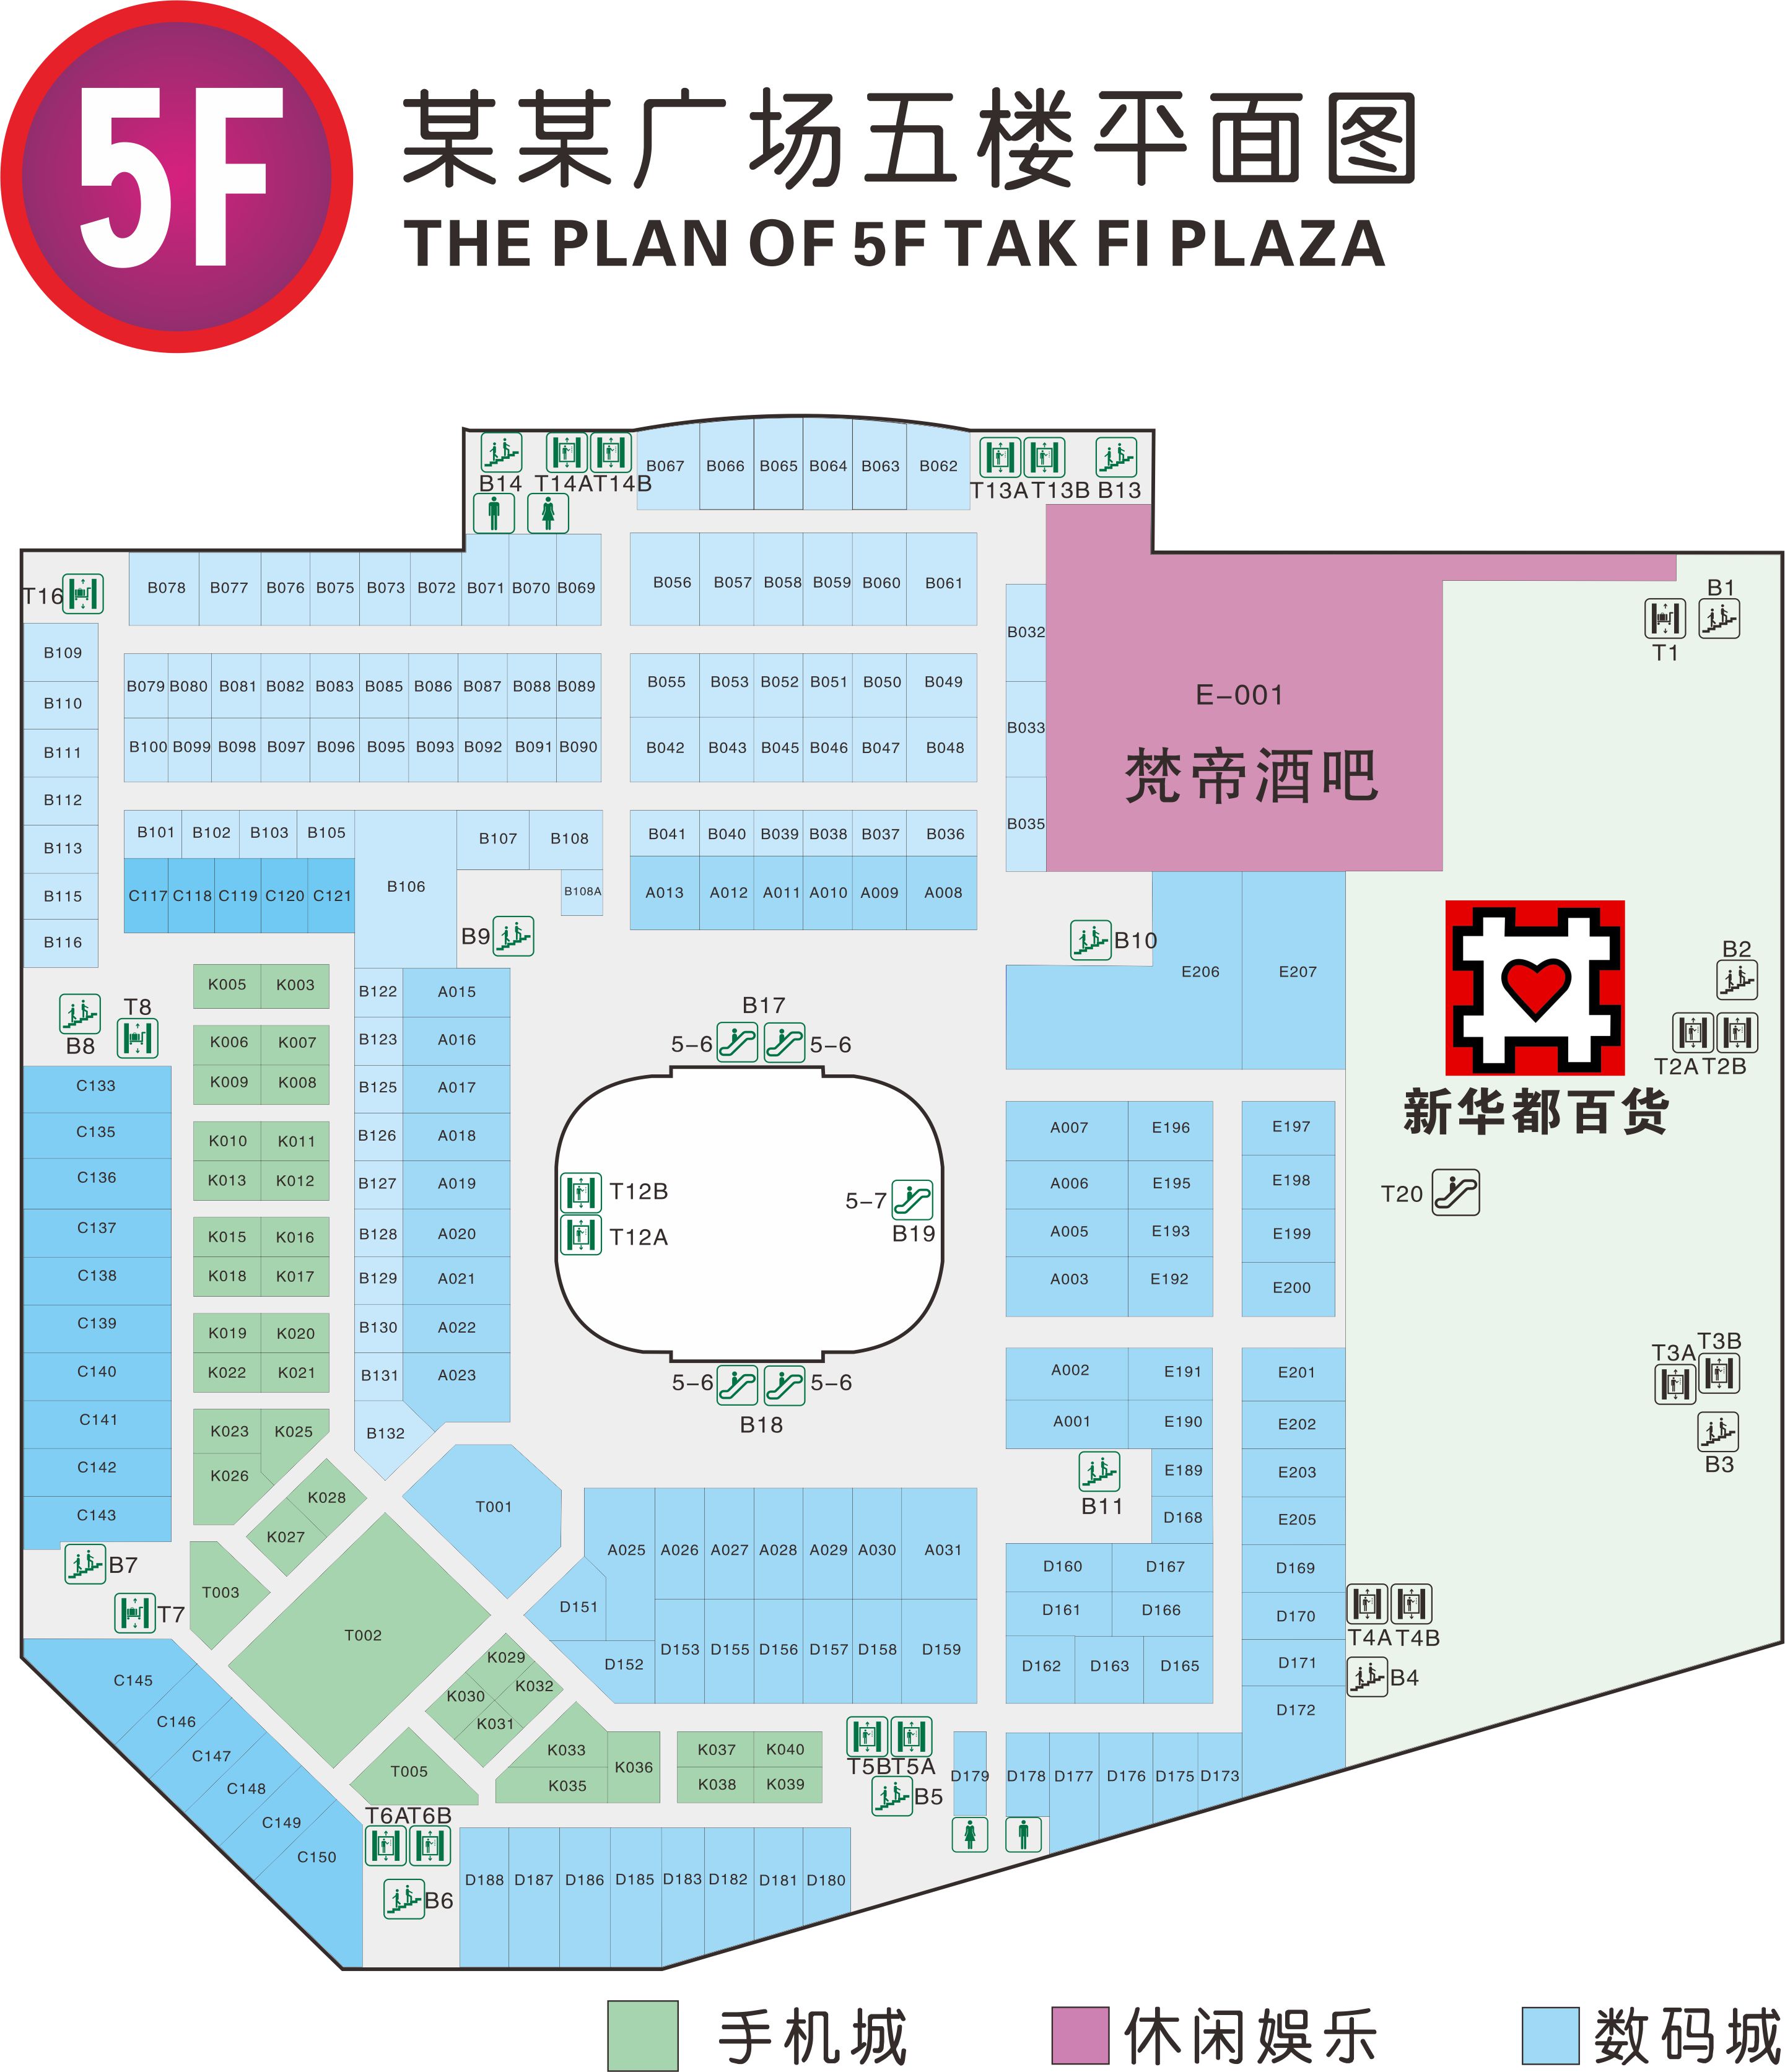 5F
某某广场五楼平面图
THE PLAN OF 5F TAK FI PLAZA
B14 T14A T14B B067 B066 B065 B064 B063 B062 T13A T13B B13
T16 B078 B077 B076 B075 B073 B072 B071 B070 B069 B056 B057 B058 B059 B060 B061
B1
T1
B032
B033
B035
E-001
梵帝酒吧
B109
B110
B111
B112
B113
B115
B116
B079 B080 B081 B082 B083 B085 B086 B087 B088 B089
B100 B099 B098 B097 B096 B095 B093 B092 B091 B090
B055 B053 B052 B051 B050 B049
B042 B043 B045 B046 B047 B048
B101 B102 B103 B105
C117 C118 C119 C120 C121
B106
B107 B108
B108A
B9
B041 B040 B039 B038 B037 B036
A013 A012 A011 A010 A009 A008
B10
E206 E207
B2
T2A T2B
新华都百货
T20
T3A T3B
B3
B8
T8
C133
C135
C136
C137
C138
C139
C140
C141
C142
C143
B7
T7
K005 K003
K006 K007
K009 K008
K010 K011
K013 K012
K015 K016
K018 K017
K019 K020
K022 K021
K023 K025
K026
K028
K027
B122 A015
B123 A016
B125 A017
B126 A018
B127 A019
B128 A020
B129 A021
B130 A022
B131 A023
B132
B17
5-6 5-6
T12B
T12A
5-7
B19
5-6 5-6
B18
A007 E196 E197
A006 E195 E198
A005 E193 E199
A003 E192 E200
A002 E191 E201
A001 E190 E202
B11
E189 E203
D168 E205
D160 D167 D169
D161 D166 D170
D162 D163 D165 D171
D172
T4A T4B
B4
T001
T003
T002
A025 A026 A027 A028 A029 A030 A031
D151
D152
D153 D155 D156 D157 D158 D159
K029
K032
K030
K031
T005
K033
K035
K036
K037 K040
K038 K039
T5B T5A
B5
D179 D178 D177 D176 D175 D173
C145
C146
C147
C148
C149
C150
T6A T6B
B6
D188 D187 D186 D185 D183 D182 D181 D180
手机城 休闲娱乐 数码城